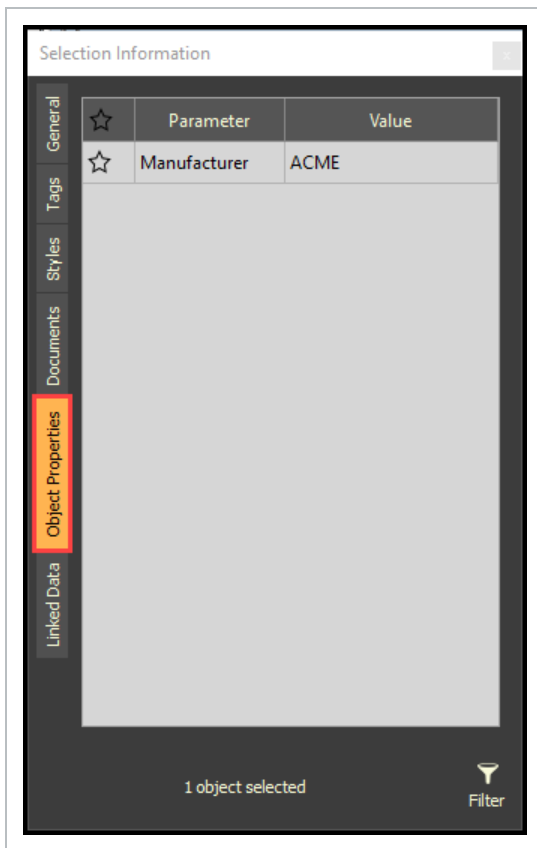 Selection Information
x
General
Tags
Styles
Documents
Object Properties
Linked Data
Parameter Value
Manufacturer ACME
1 object selected
Filter